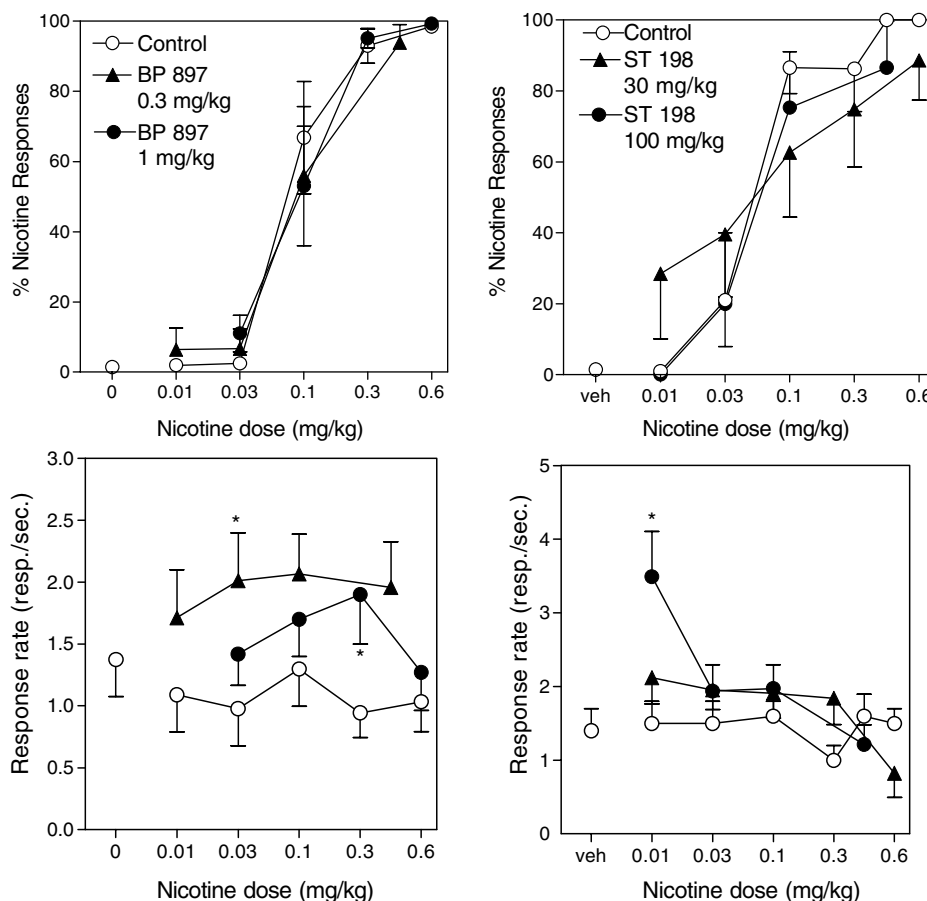 100
80
60
40
20
0
% Nicotine Responses
Control
BP 897
0.3 mg/kg
BP 897
1 mg/kg
0 0.01 0.03 0.1 0.3 0.6
Nicotine dose (mg/kg)
100
80
60
40
20
0
% Nicotine Responses
Control
ST 198
30 mg/kg
ST 198
100 mg/kg
veh 0.01 0.03 0.1 0.3 0.6
Nicotine dose (mg/kg)
3.0
2.5
2.0
1.5
1.0
0.5
0.0
Response rate (resp./sec.)
*
*
0 0.01 0.03 0.1 0.3 0.6
Nicotine dose (mg/kg)
5
4
3
2
1
0
Response rate (resp./sec.)
*
veh 0.01 0.03 0.1 0.3 0.6
Nicotine dose (mg/kg)